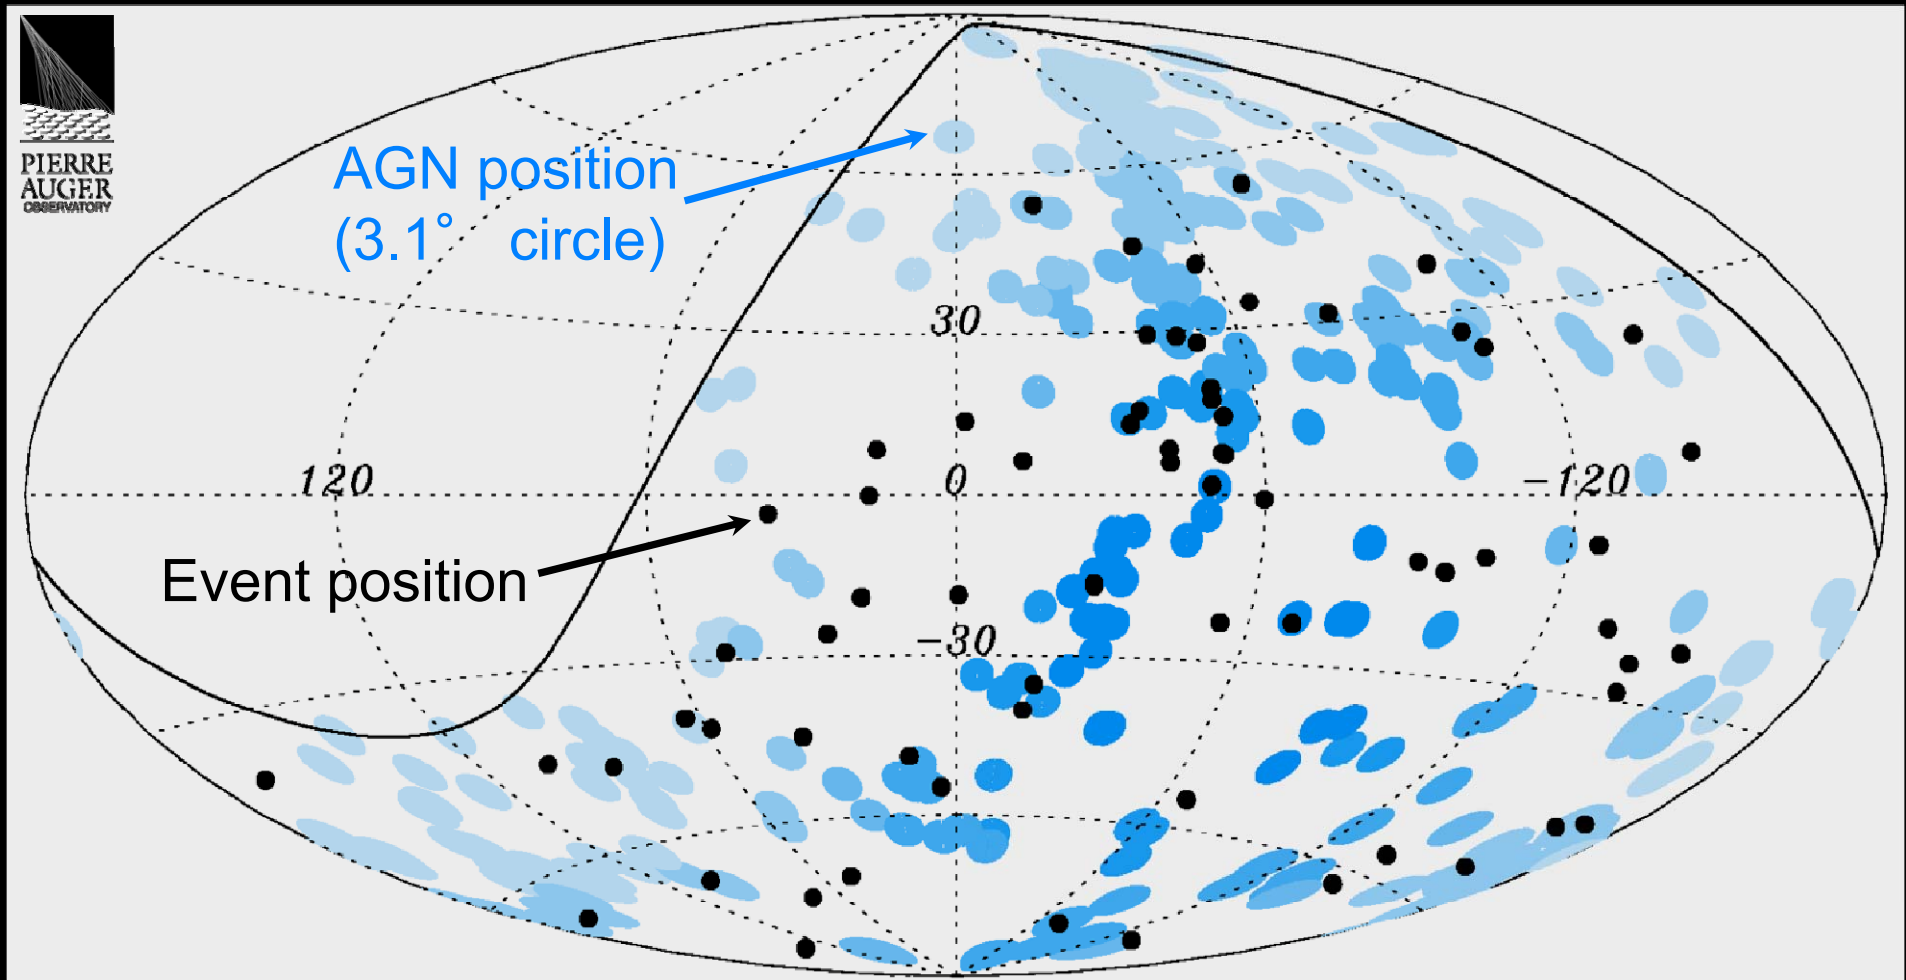 PIERRE
AUGER
OBSERVATORY
AGN position
(3.1° circle)
30
120
0
-120
Event position
-30